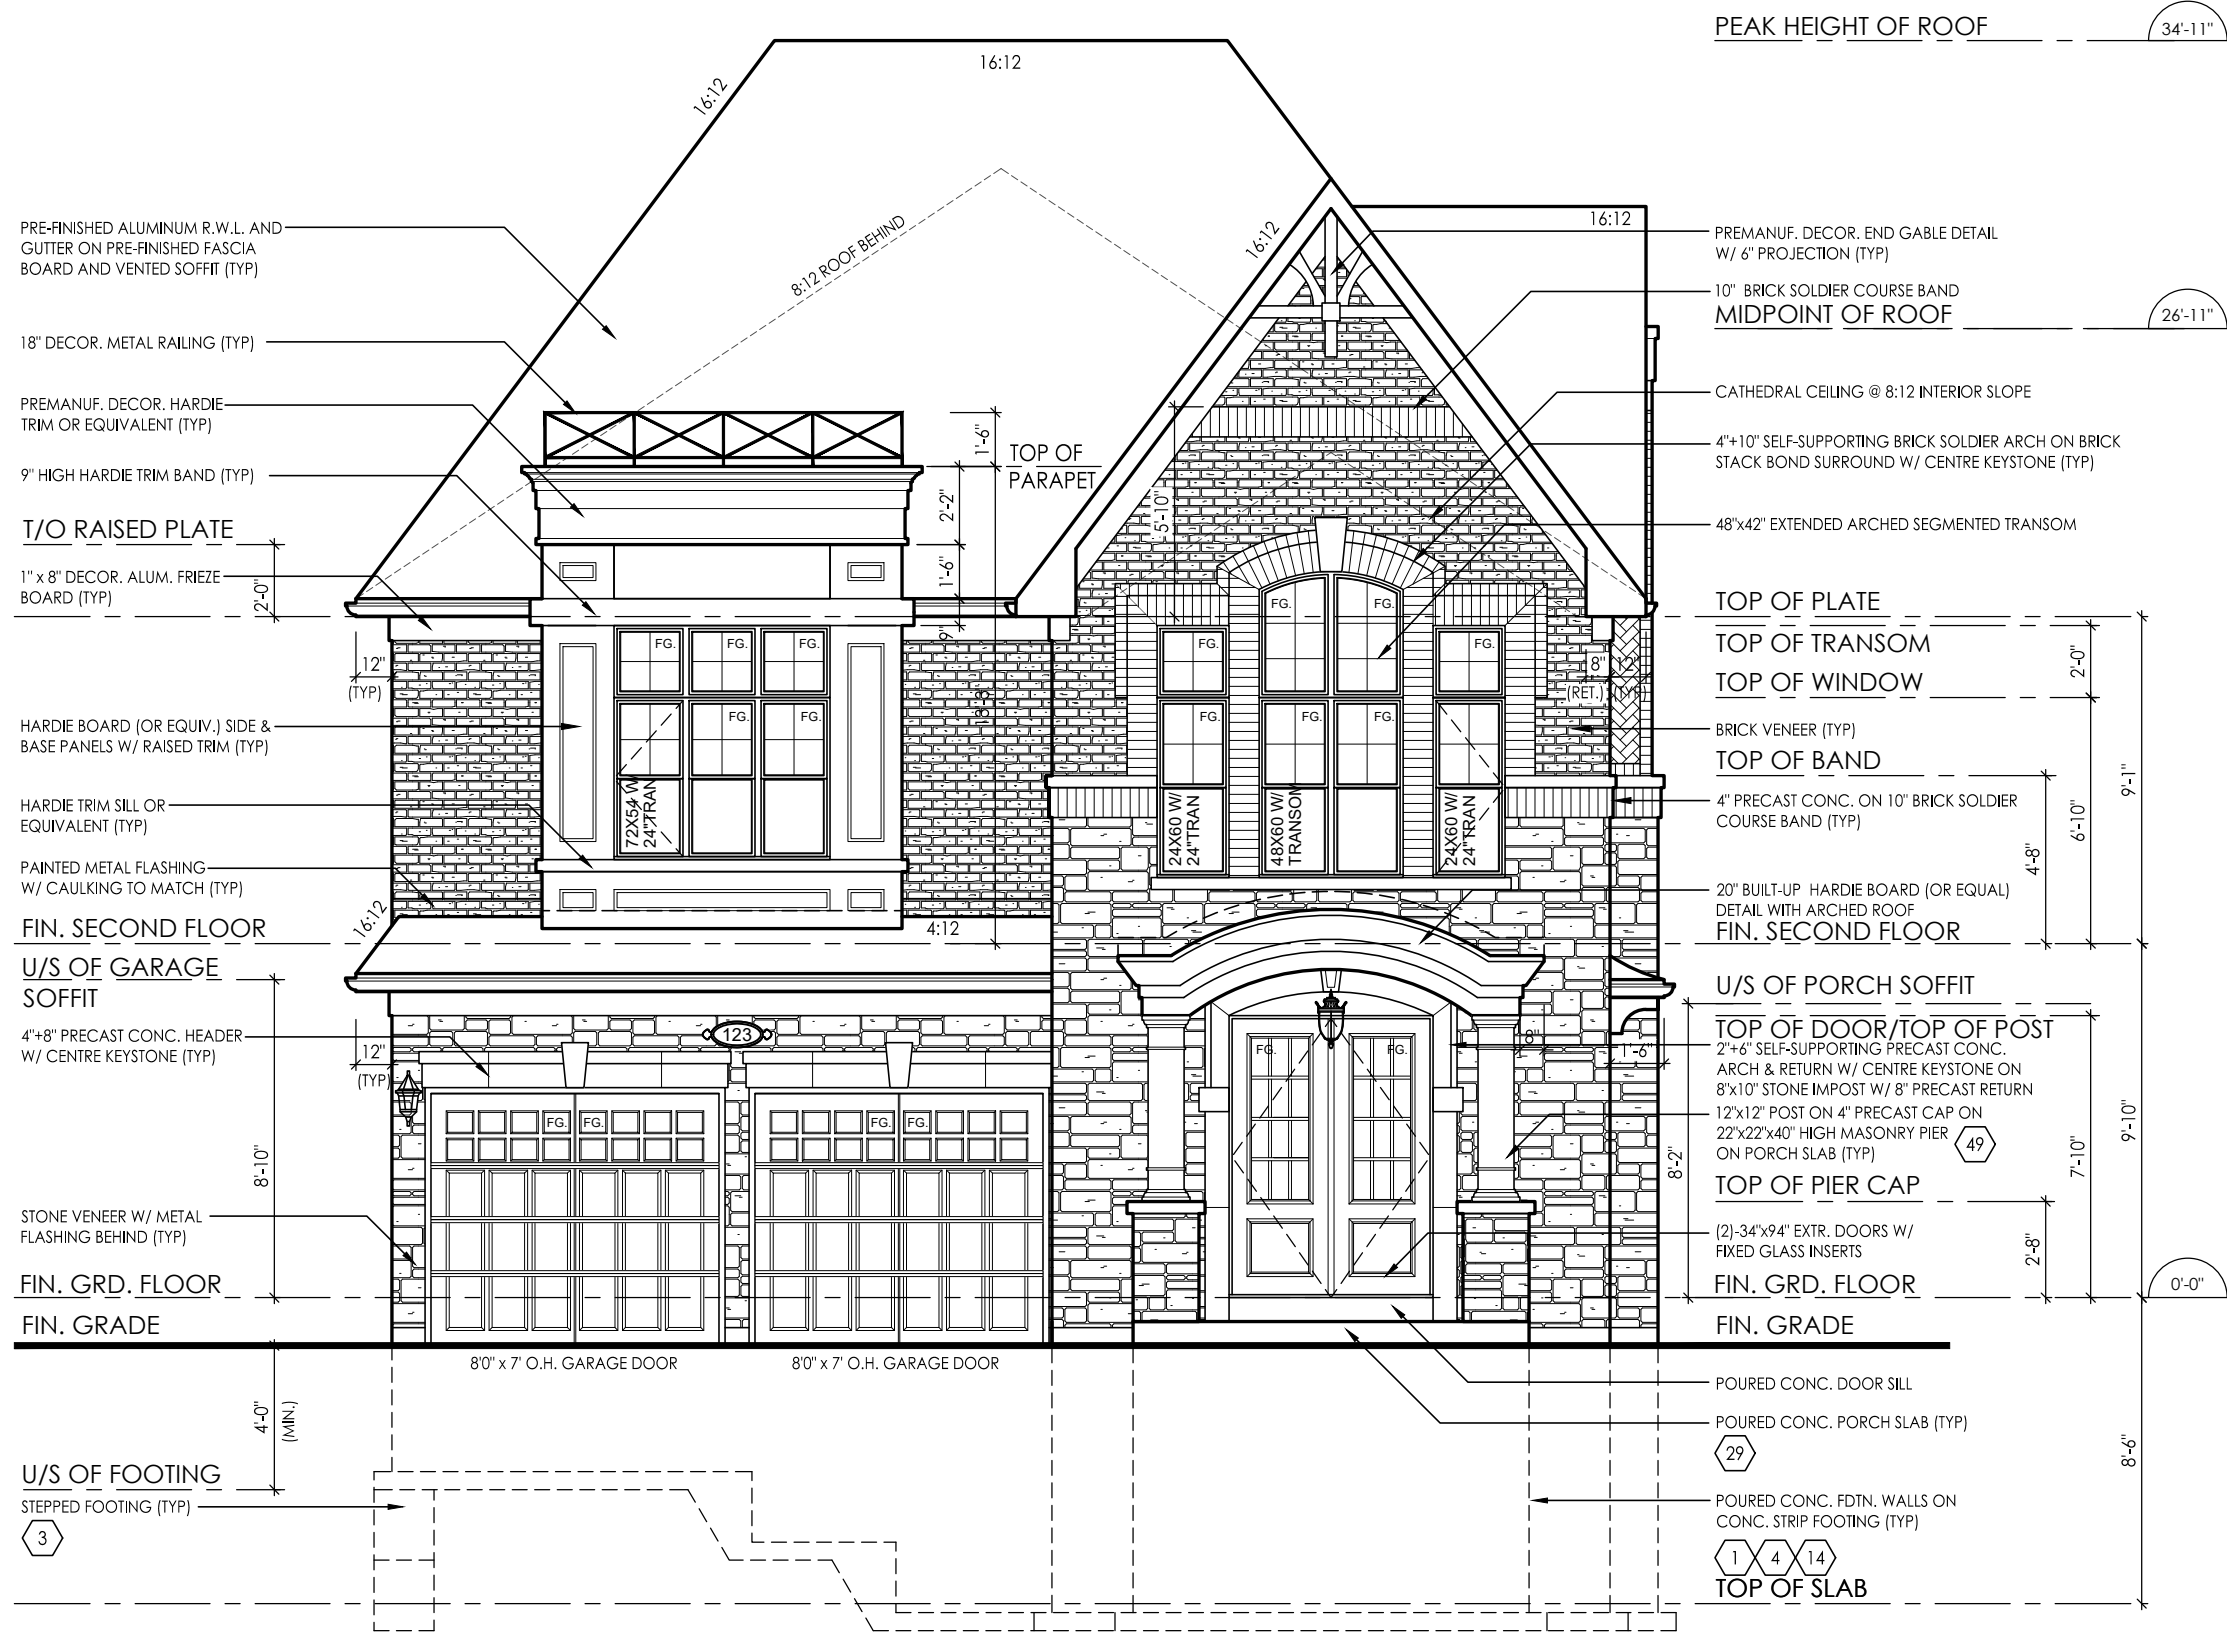 PEAK HEIGHT OF ROOF
34'-11"
16:12
16:12
16:12
16:12
8:12 ROOF BEHIND
PRE-FINISHED ALUMINUM R.W.L. AND
GUTTER ON PRE-FINISHED FASCIA
BOARD AND VENTED SOFFIT (TYP)
18" DECOR. METAL RAILING (TYP)
PREMANUF. DECOR. HARDIE
TRIM OR EQUIVALENT (TYP)
9" HIGH HARDIE TRIM BAND (TYP)
T/O RAISED PLATE
1" x 8" DECOR. ALUM. FRIEZE
BOARD (TYP)
2'-0"
12"
(TYP)
HARDIE BOARD (OR EQUIV.) SIDE &
BASE PANELS W/ RAISED TRIM (TYP)
HARDIE TRIM SILL OR
EQUIVALENT (TYP)
PAINTED METAL FLASHING
W/ CAULKING TO MATCH (TYP)
16:12
FIN. SECOND FLOOR
U/S OF GARAGE
SOFFIT
4"+8" PRECAST CONC. HEADER
W/ CENTRE KEYSTONE (TYP)
12"
(TYP)
8'-10"
STONE VENEER W/ METAL
FLASHING BEHIND (TYP)
FIN. GRD. FLOOR
FIN. GRADE
4'-0"
(MIN.)
U/S OF FOOTING
STEPPED FOOTING (TYP)
3
1'-6"
TOP OF
PARAPET
2'-2"
1'-6"
9"
5'-10"
FG.
FG.
FG.
FG.
FG.
72X54 W/
24"TRAN
4:12
123
FG.
FG.
FG.
FG.
8'0" x 7' O.H. GARAGE DOOR
8'0" x 7' O.H. GARAGE DOOR
FG.
FG.
FG.
FG.
FG.
FG.
FG.
24X60 W/
24"TRAN
48X60 W/
TRANSOM
24X60 W/
24"TRAN
8"
12"
(RET.)
(TYP)
FG.
FG.
8"
1'-6"
PREMANUF. DECOR. END GABLE DETAIL
W/ 6" PROJECTION (TYP)
10" BRICK SOLDIER COURSE BAND
MIDPOINT OF ROOF
26'-11"
CATHEDRAL CEILING @ 8:12 INTERIOR SLOPE
4"+10" SELF-SUPPORTING BRICK SOLDIER ARCH ON BRICK
STACK BOND SURROUND W/ CENTRE KEYSTONE (TYP)
48"x42" EXTENDED ARCHED SEGMENTED TRANSOM
TOP OF PLATE
TOP OF TRANSOM
2'-0"
TOP OF WINDOW
BRICK VENEER (TYP)
TOP OF BAND
4" PRECAST CONC. ON 10" BRICK SOLDIER
COURSE BAND (TYP)
9'-1"
6'-10"
4'-8"
20" BUILT-UP HARDIE BOARD (OR EQUAL)
DETAIL WITH ARCHED ROOF
FIN. SECOND FLOOR
U/S OF PORCH SOFFIT
TOP OF DOOR/TOP OF POST
2"+6" SELF-SUPPORTING PRECAST CONC.
ARCH & RETURN W/ CENTRE KEYSTONE ON
8"x10" STONE IMPOST W/ 8" PRECAST RETURN
12"x12" POST ON 4" PRECAST CAP ON
22"x22"x40" HIGH MASONRY PIER
ON PORCH SLAB (TYP)
49
8'-2"
7'-10"
9'-10"
TOP OF PIER CAP
(2)-34"x94" EXTR. DOORS W/
FIXED GLASS INSERTS
2'-8"
FIN. GRD. FLOOR
0'-0"
FIN. GRADE
POURED CONC. DOOR SILL
POURED CONC. PORCH SLAB (TYP)
29
8'-6"
POURED CONC. FDTN. WALLS ON
CONC. STRIP FOOTING (TYP)
1 4 14
TOP OF SLAB